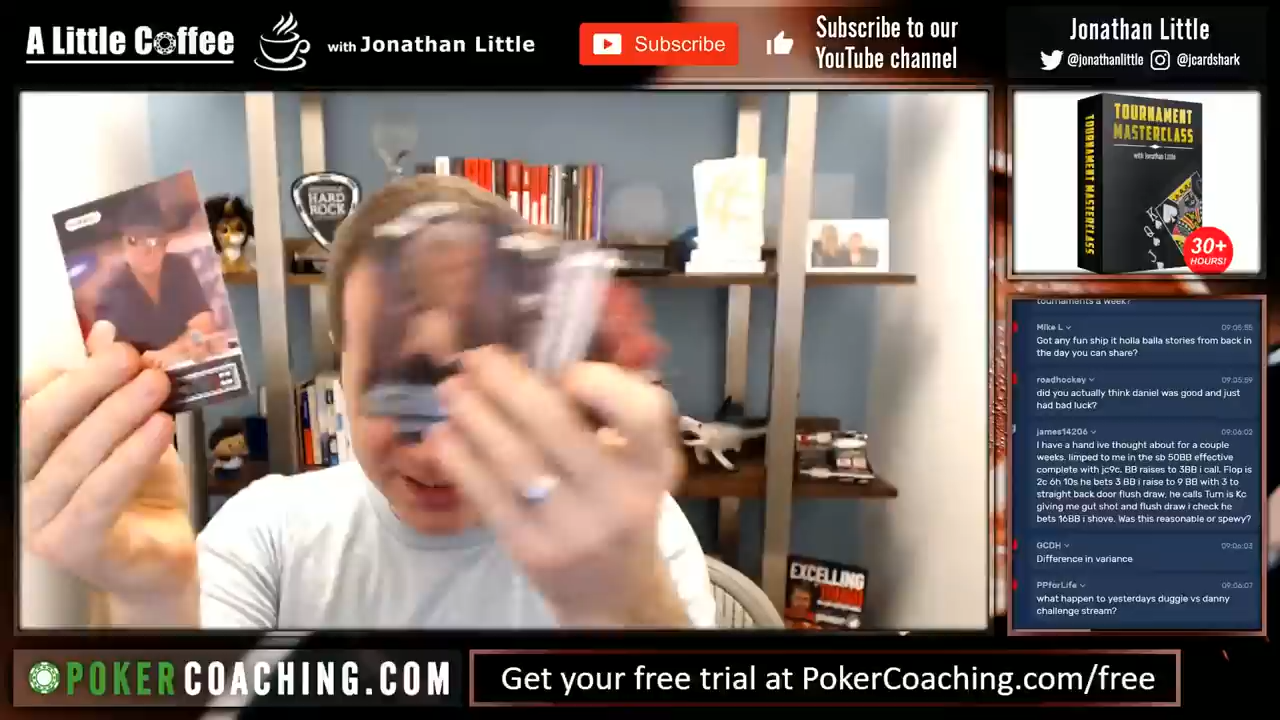 A Little Coffee
with Jonathan Little
Subscribe
Subscribe to our
YouTube channel
Jonathan Little
@jonathanlittle @jcardshark
HARD
ROCK
TOURNAMENT
MASTERCLASS
with Jonathan Little
TOURNAMENT MASTERCLASS
30+
HOURS!
tournaments a week?
Mike L 09:05:55
Got any fun ship it holla balla stories from back in
the day you can share?
roadhockey 09:05:59
did you actually think daniel was good and just
had bad luck?
james14206 09:06:02
I have a hand ive thought about for a couple
weeks. limped to me in the sb 50BB effective
complete with jc9c. BB raises to 3BB i call. Flop is
2c 6h 10s he bets 3 BB i raise to 9 BB with 3 to
straight back door flush draw, he calls Turn is Kc
giving me gut shot and flush draw i check he
bets 16BB i shove. Was this reasonable or spewy?
GCDH 09:06:03
Difference in variance
PPforLife 09:06:07
what happen to yesterdays duggie vs danny
challenge stream?
EXCELLING
POKERCOACHING.COM
Get your free trial at PokerCoaching.com/free